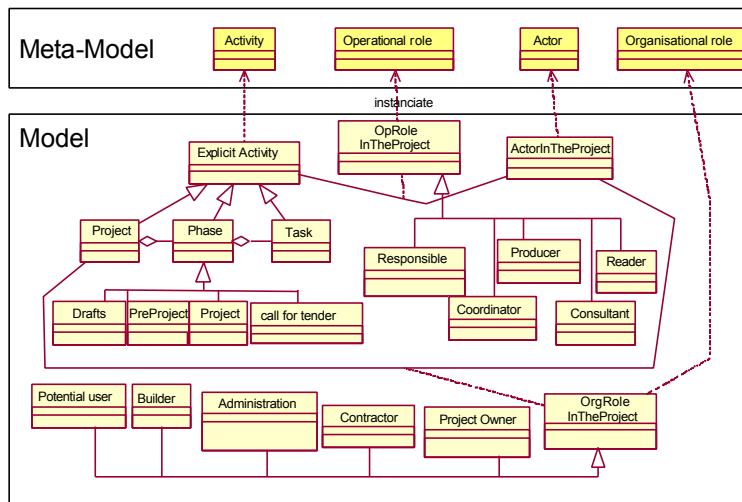 Meta-Model
Activity
Operational role
Actor
Organisational role
instanciate
Model
Explicit Activity
OpRole
InTheProject
ActorInTheProject
Project
Phase
Task
Responsible
Producer
Reader
Coordinator
Consultant
Drafts
PreProject
Project
call for tender
Potential user
Builder
Administration
Contractor
Project Owner
OrgRole
InTheProject